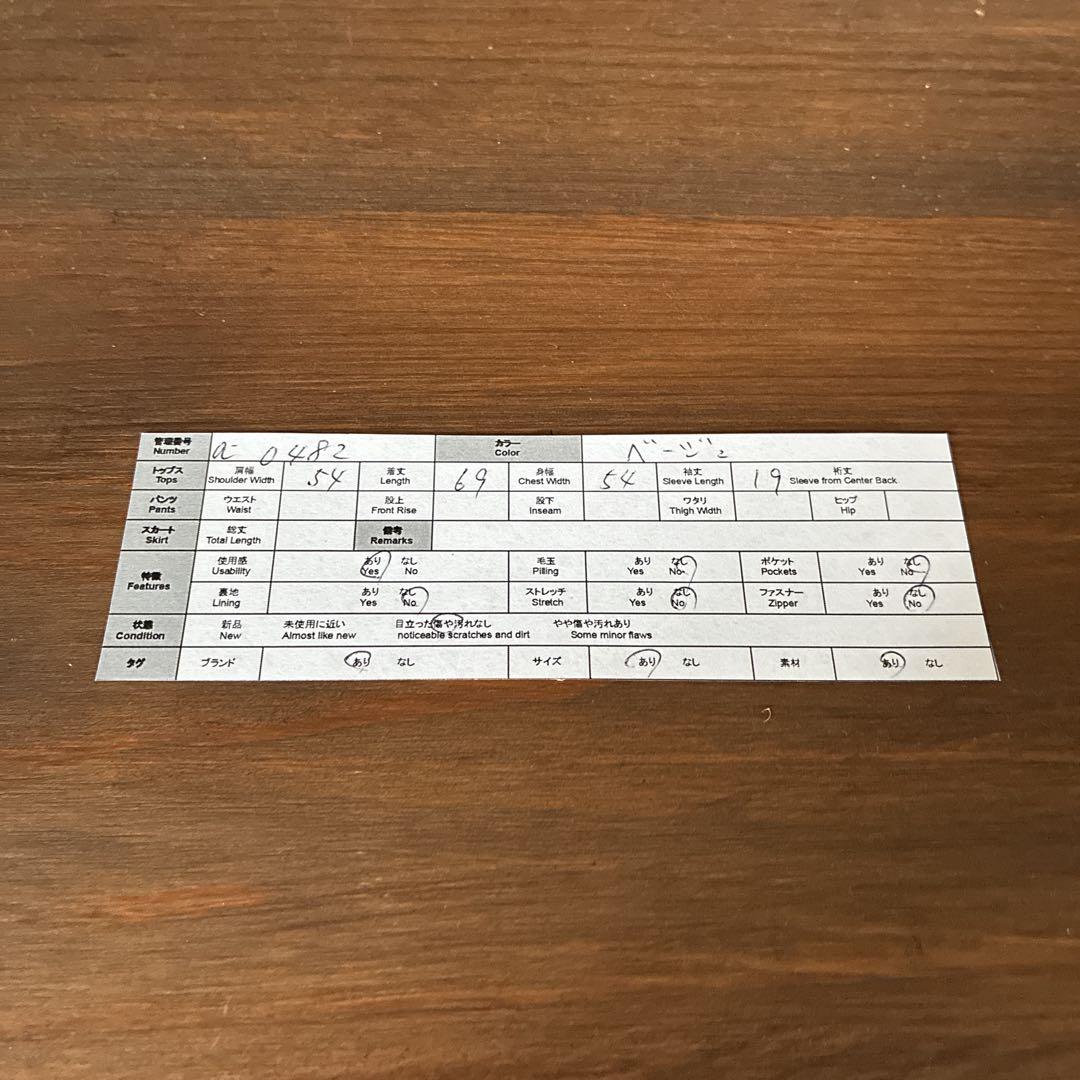 管理番号 Number a-0482 カラー Color ベージュ
トップス Tops 肩幅 Shoulder Width 54 着丈 Length 69 身幅 Chest Width 54 袖丈 Sleeve Length 19 裄丈 Sleeve from Center Back
パンツ Pants ウエスト Waist 股上 Front Rise 股下 Inseam ワタリ Thigh Width ヒップ Hip
スカート Skirt 総丈 Total Length 備考 Remarks
特徴 Features 使用感 Usability あり Yes なし No 毛玉 Pilling あり Yes なし No ポケット Pockets あり Yes なし No
裏地 Lining あり Yes なし No ストレッチ Stretch あり Yes なし No ファスナー Zipper あり Yes なし No
状態 Condition 新品 New 未使用に近い Almost like new 目立った傷や汚れなし noticeable scratches and dirt やや傷や汚れあり Some minor flaws
タグ ブランド あり なし サイズ あり なし 素材 あり なし